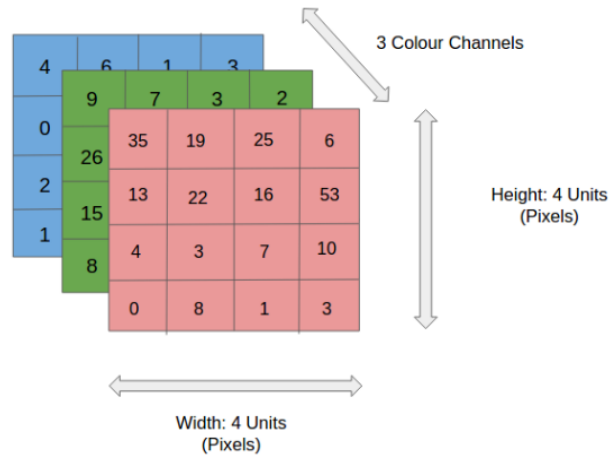 3 Colour Channels
4 6 1 3
9 7 3 2
0
35 19 25 6
26
Height: 4 Units
(Pixels)
2
13 22 16 53
15
1
4 3 7 10
8
0 8 1 3
Width: 4 Units
(Pixels)